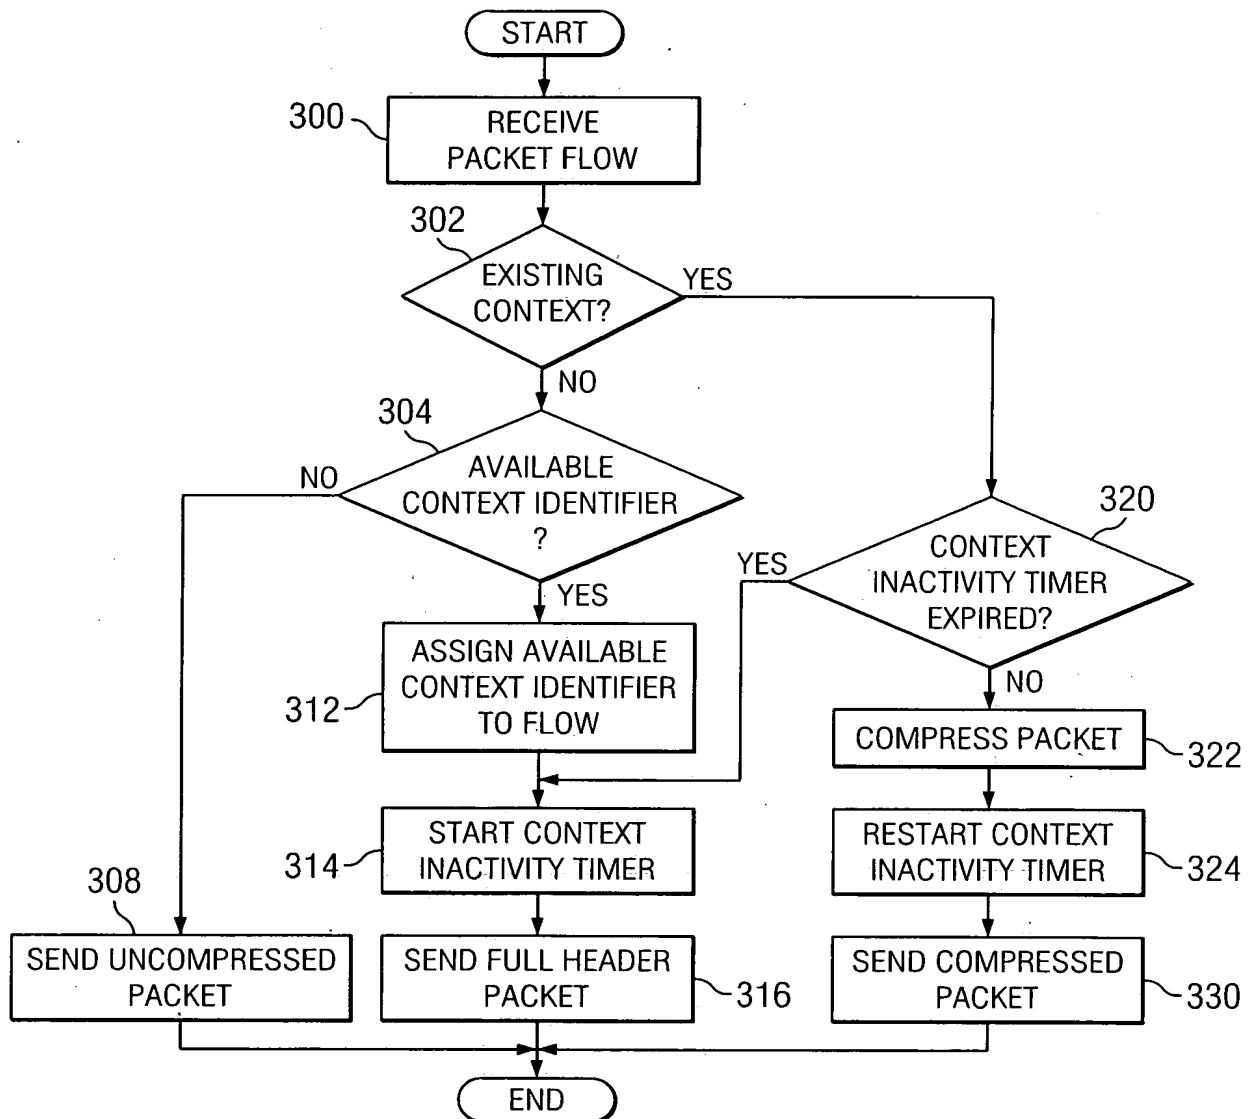 START
300
RECEIVE
PACKET FLOW
302
EXISTING
CONTEXT?
YES
NO
304
AVAILABLE
CONTEXT IDENTIFIER
?
NO
YES
320
CONTEXT
INACTIVITY TIMER
EXPIRED?
YES
NO
312
ASSIGN AVAILABLE
CONTEXT IDENTIFIER
TO FLOW
COMPRESS PACKET
322
314
START CONTEXT
INACTIVITY TIMER
RESTART CONTEXT
INACTIVITY TIMER
324
308
SEND UNCOMPRESSED
PACKET
SEND FULL HEADER
PACKET
316
SEND COMPRESSED
PACKET
330
END